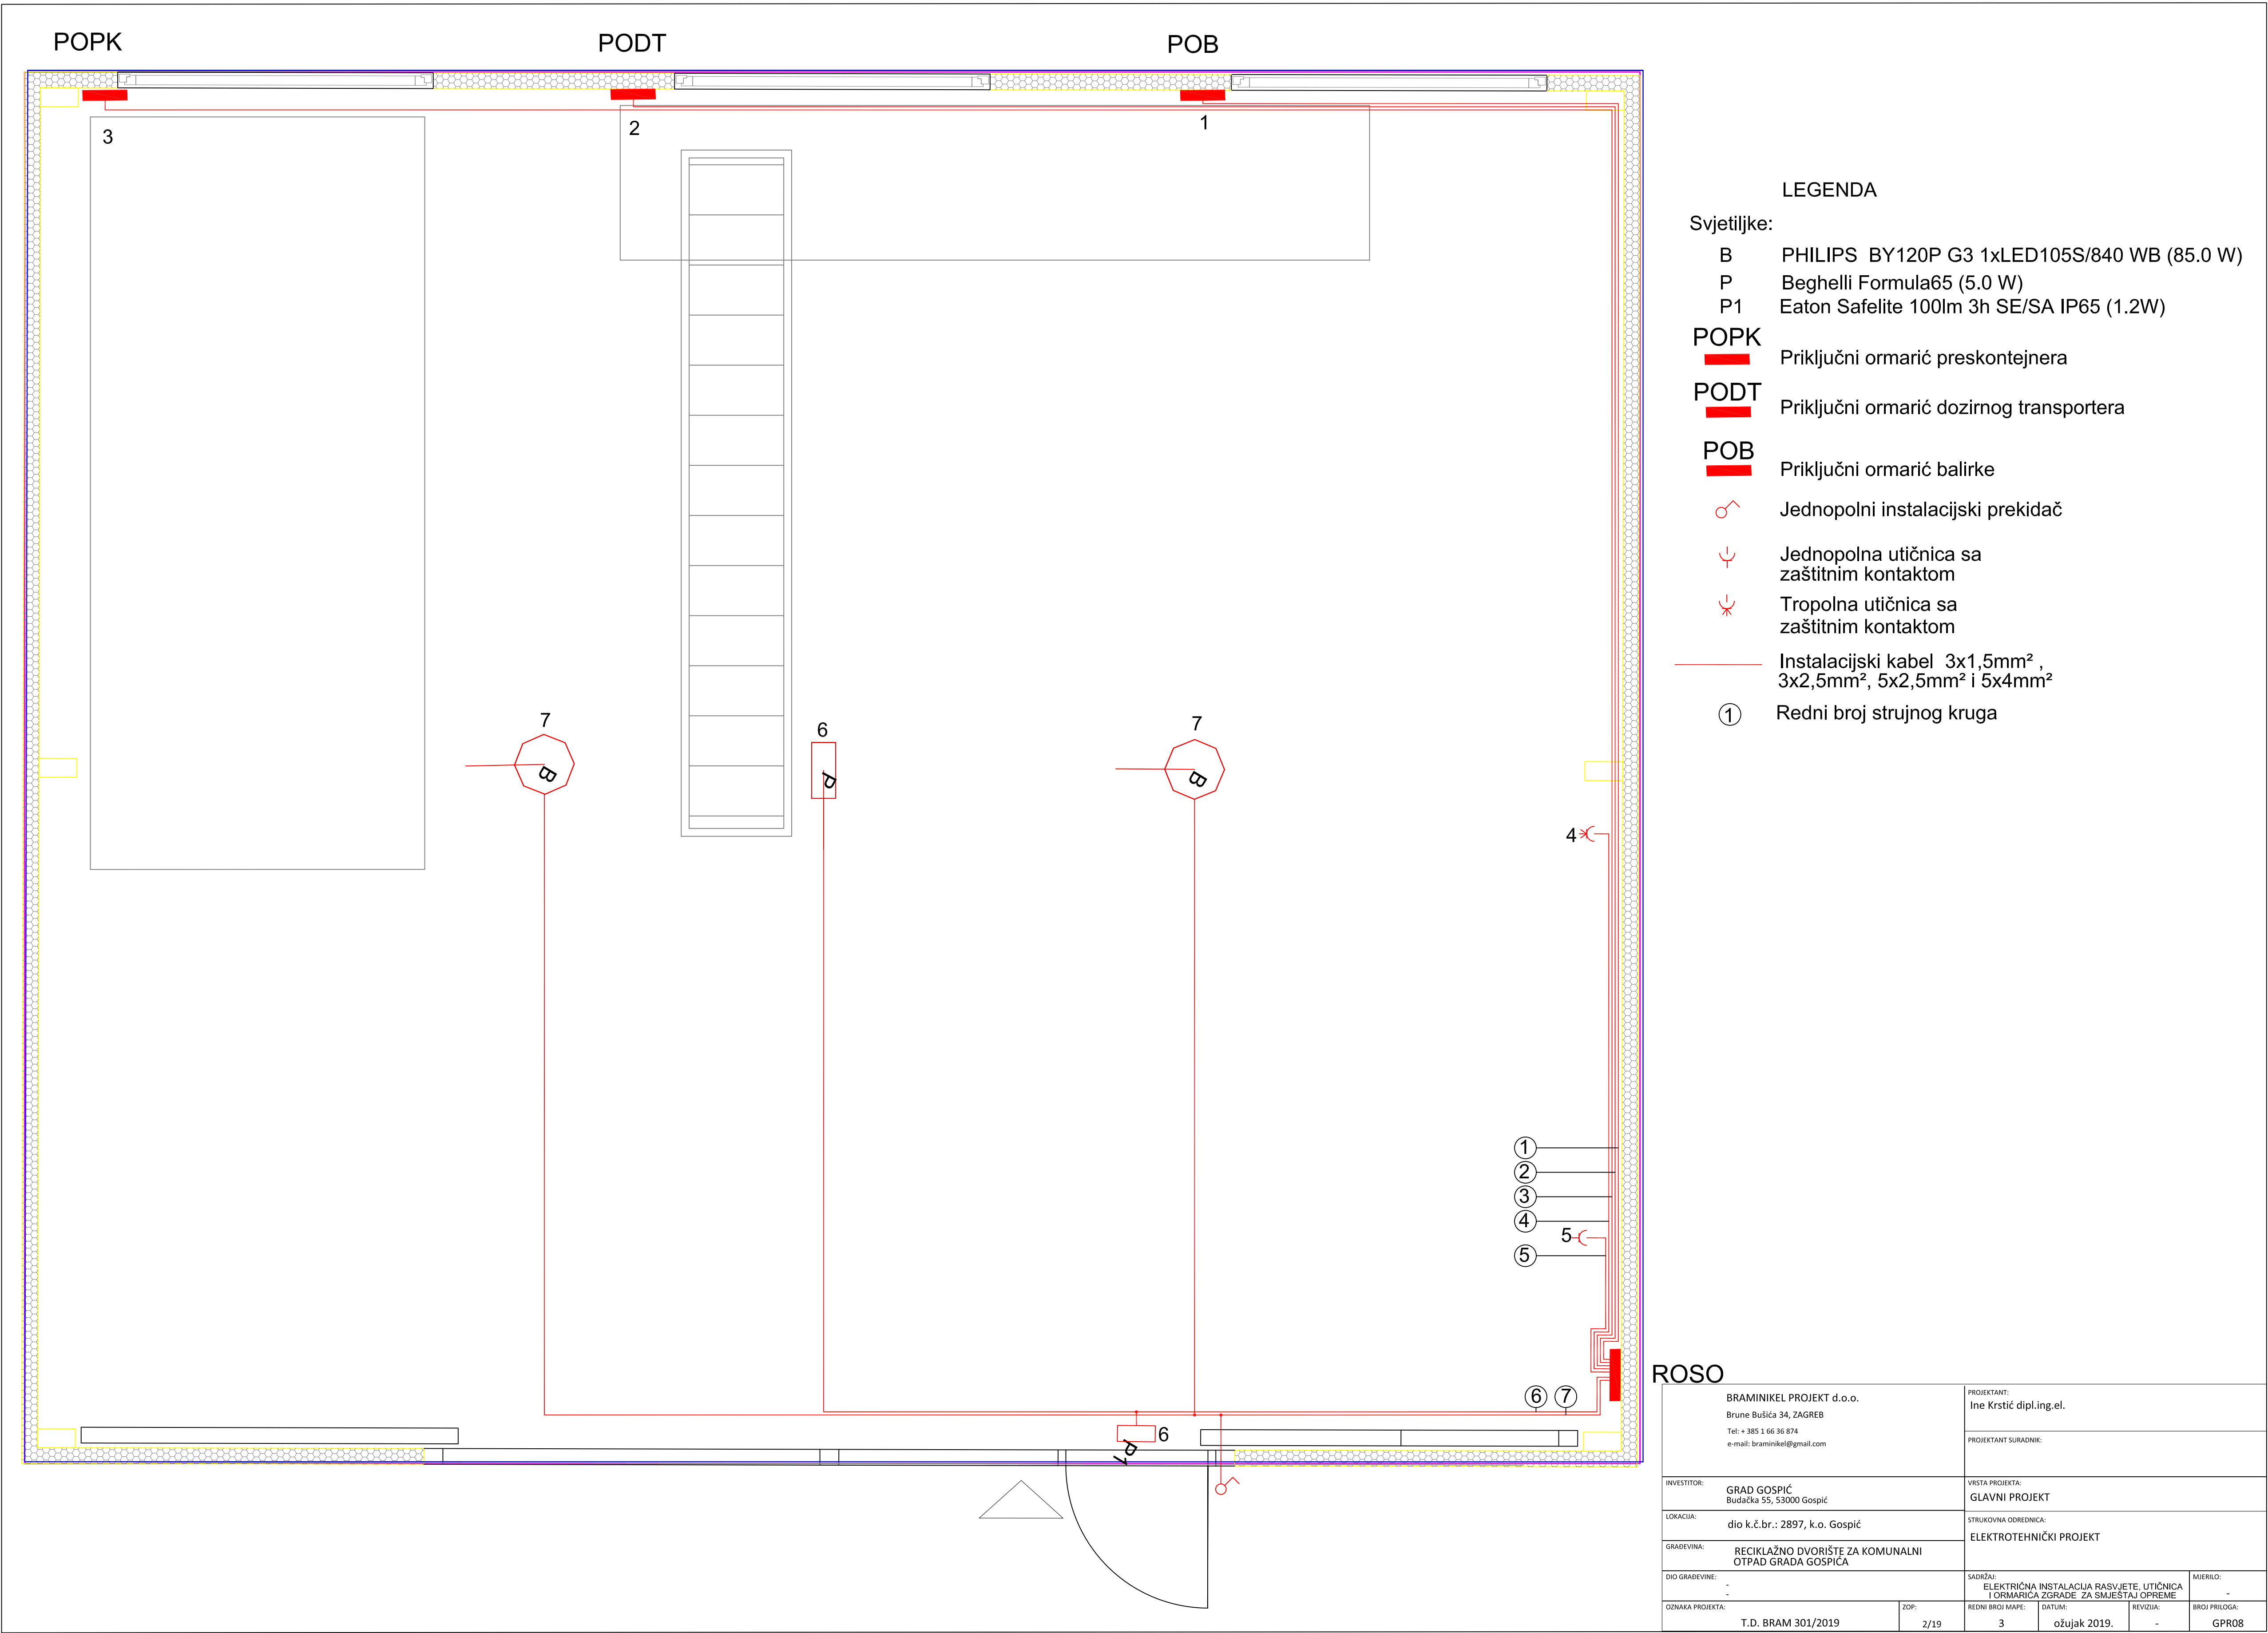 POPK PODT POB
3 2 1
LEGENDA
Svjetiljke:
B PHILIPS BY120P G3 1xLED105S/840 WB (85.0 W)
P Beghelli Formula65 (5.0 W)
P1 Eaton Safelite 100lm 3h SE/SA IP65 (1.2W)
POPK
Priključni ormarić preskontejnera
PODT
Priključni ormarić dozirnog transportera
POB
Priključni ormarić balirke
Jednopolni instalacijski prekidač
Jednopolna utičnica sa
zaštitnim kontaktom
Tropolna utičnica sa
zaštitnim kontaktom
Instalacijski kabel 3x1,5mm² ,
3x2,5mm², 5x2,5mm² i 5x4mm²
1 Redni broj strujnog kruga
7 6 7
B P B
4
1
2
3
4
5
5
6 7
6
P1
ROSO
BRAMINIKEL PROJEKT d.o.o.
Brune Bušića 34, ZAGREB
Tel: + 385 1 66 36 874
e-mail: braminikel@gmail.com
PROJEKTANT:
Ine Krstić dipl.ing.el.
PROJEKTANT SURADNIK:
INVESTITOR:
GRAD GOSPIĆ
Budačka 55, 53000 Gospić
VRSTA PROJEKTA:
GLAVNI PROJEKT
LOKACIJA:
dio k.č.br.: 2897, k.o. Gospić
STRUKOVNA ODREDNICA:
ELEKTROTEHNIČKI PROJEKT
GRAĐEVINA:
RECIKLAŽNO DVORIŠTE ZA KOMUNALNI
OTPAD GRADA GOSPIĆA
DIO GRAĐEVINE:
-
-
SADRŽAJ:
ELEKTRIČNA INSTALACIJA RASVJETE, UTIČNICA
I ORMARIĆA ZGRADE ZA SMJEŠTAJ OPREME
MJERILO:
-
OZNAKA PROJEKTA:
T.D. BRAM 301/2019
ZOP:
2/19
REDNI BROJ MAPE:
3
DATUM:
ožujak 2019.
REVIZIJA:
-
BROJ PRILOGA:
GPR08